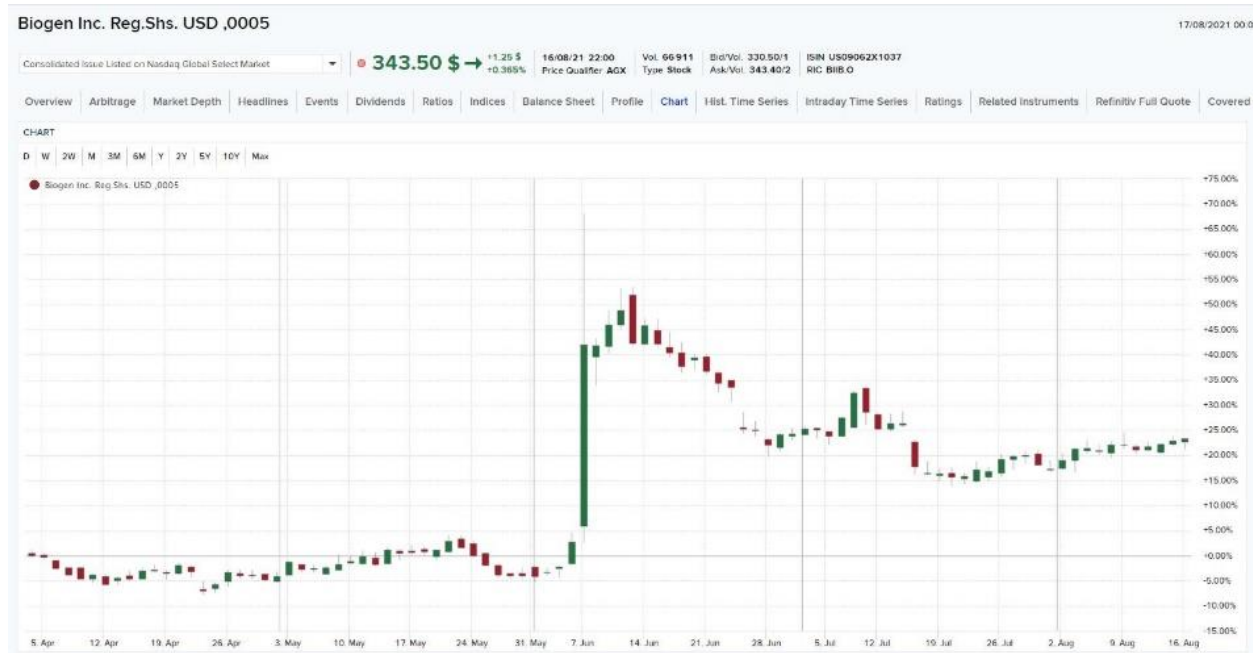 Biogen Inc. Reg.Shs. USD ,0005
17/08/2021 00:0
Consolidated Issue Listed on Nasdaq Global Select Market
343.50 $ → +1.25 $ +0.365%
16/08/21 22:00 Vol. 66 911 Bid/Vol. 330.50/1 ISIN US09062X1037
Price Qualifier AGX Type Stock Ask/Vol. 343.40/2 RIC BIIB.O
Overview Arbitrage Market Depth Headlines Events Dividends Ratios Indices Balance Sheet Profile Chart Hist. Time Series Intraday Time Series Ratings Related Instruments Refinitiv Full Quote Covered
CHART
D W 2W M 3M 6M Y 2Y 5Y 10Y Max
Biogen Inc. Reg.Shs. USD ,0005
+75.00%
+70.00%
+65.00%
+60.00%
+55.00%
+50.00%
+45.00%
+40.00%
+35.00%
+30.00%
+25.00%
+20.00%
+15.00%
+10.00%
+5.00%
+0.00%
-5.00%
-10.00%
-15.00%
5. Apr 12. Apr 19. Apr 26. Apr 3. May 10. May 17. May 24. May 31. May 7. Jun 14. Jun 21. Jun 28. Jun 5. Jul 12. Jul 19. Jul 26. Jul 2. Aug 9. Aug 16. Aug